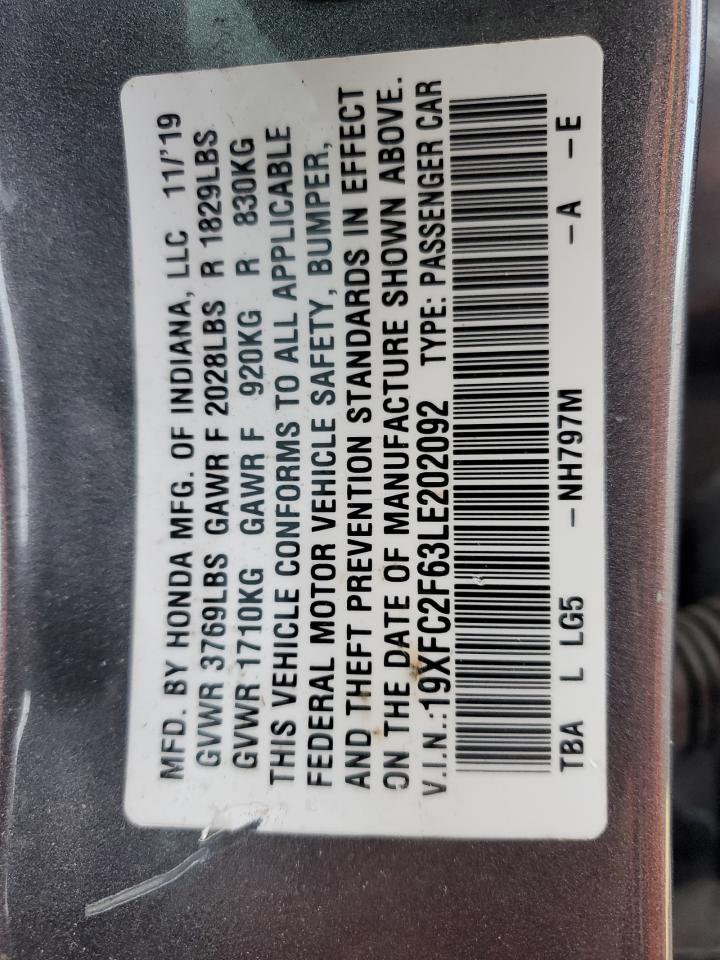 MFD. BY HONDA MFG. OF INDIANA, LLC 11/'19
GVWR 3769LBS GAWR F 2028LBS R 1829LBS
GVWR 1710KG GAWR F 920KG R 830KG
THIS VEHICLE CONFORMS TO ALL APPLICABLE
FEDERAL MOTOR VEHICLE SAFETY, BUMPER,
AND THEFT PREVENTION STANDARDS IN EFFECT
ON THE DATE OF MANUFACTURE SHOWN ABOVE.
V.I.N.:19XFC2F63LE202092 TYPE: PASSENGER CAR
TBA L LG5 -NH797M -A -E